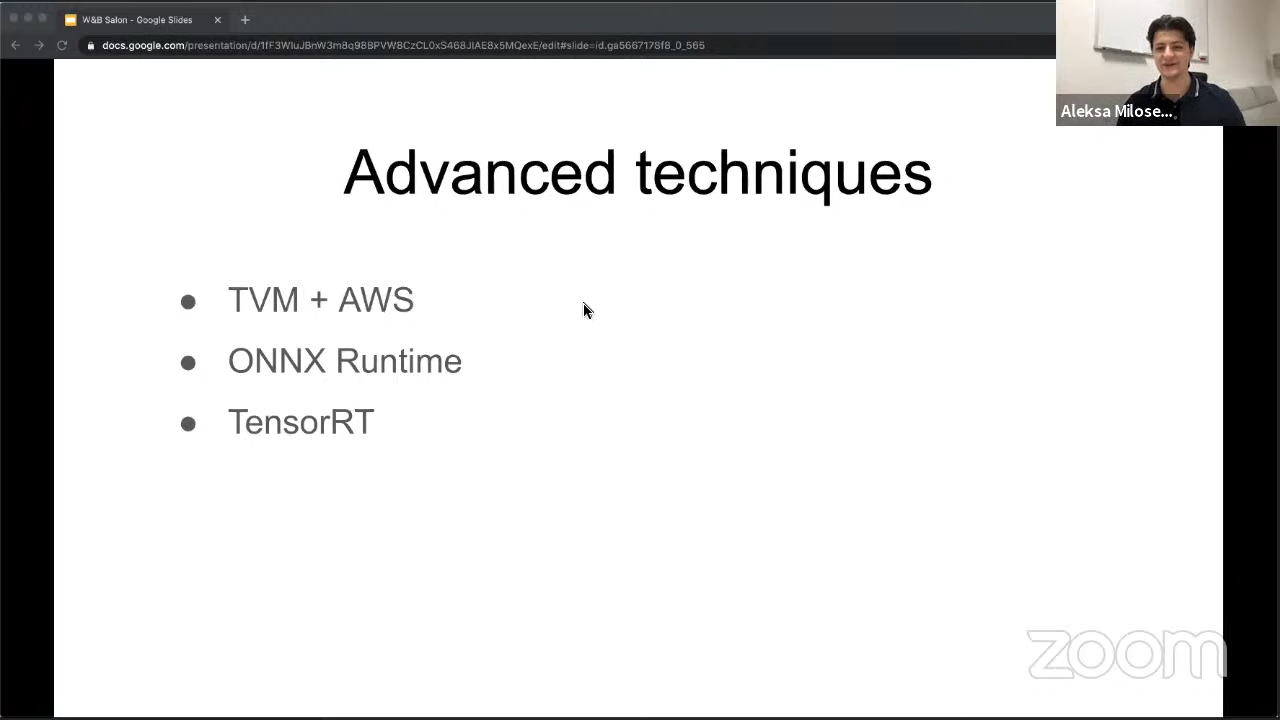 W&B Salon - Google Slides
docs.google.com/presentation/d/1fF3WIuJBnW3m8q98BPVW8CzCL0xS468JIAE8x5MQexE/edit#slide=id.ga5667178f8_0_565
Aleksa Milose...
Advanced techniques
● TVM + AWS
● ONNX Runtime
● TensorRT
zoom